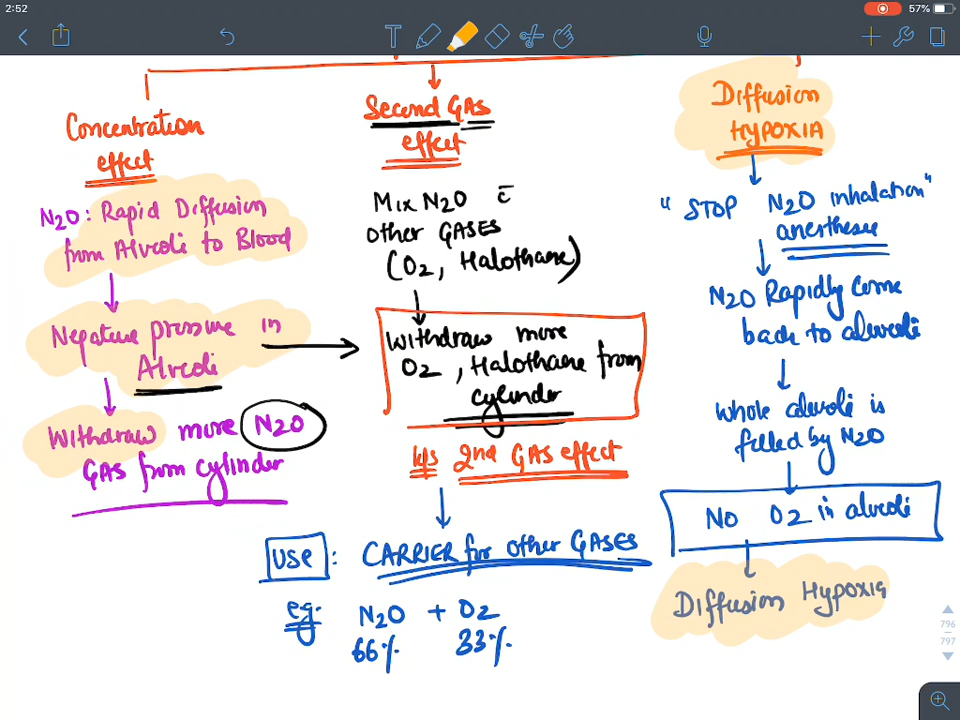 2:52
57%
T
Concentration
effect
N2O: Rapid Diffusion
from Alveoli to Blood
Negative pressure in
Alveoli
Withdraw more N2O
GAS from cylinder
Second GAS
effect
Mix N2O c̄
other GASES
(O2, Halothane)
Withdraw more
O2, Halothane from
cylinder
k/s 2nd GAS effect
USE : CARRIER for other GASES
eg: N2O + O2
66% 33%
Diffusion
HYPOXIA
"STOP N2O inhalation"
anesthesia
N2O Rapidly come
back to alveoli
Whole alveoli is
filled by N2O
NO O2 in alveoli
Diffusion Hypoxia
796
797